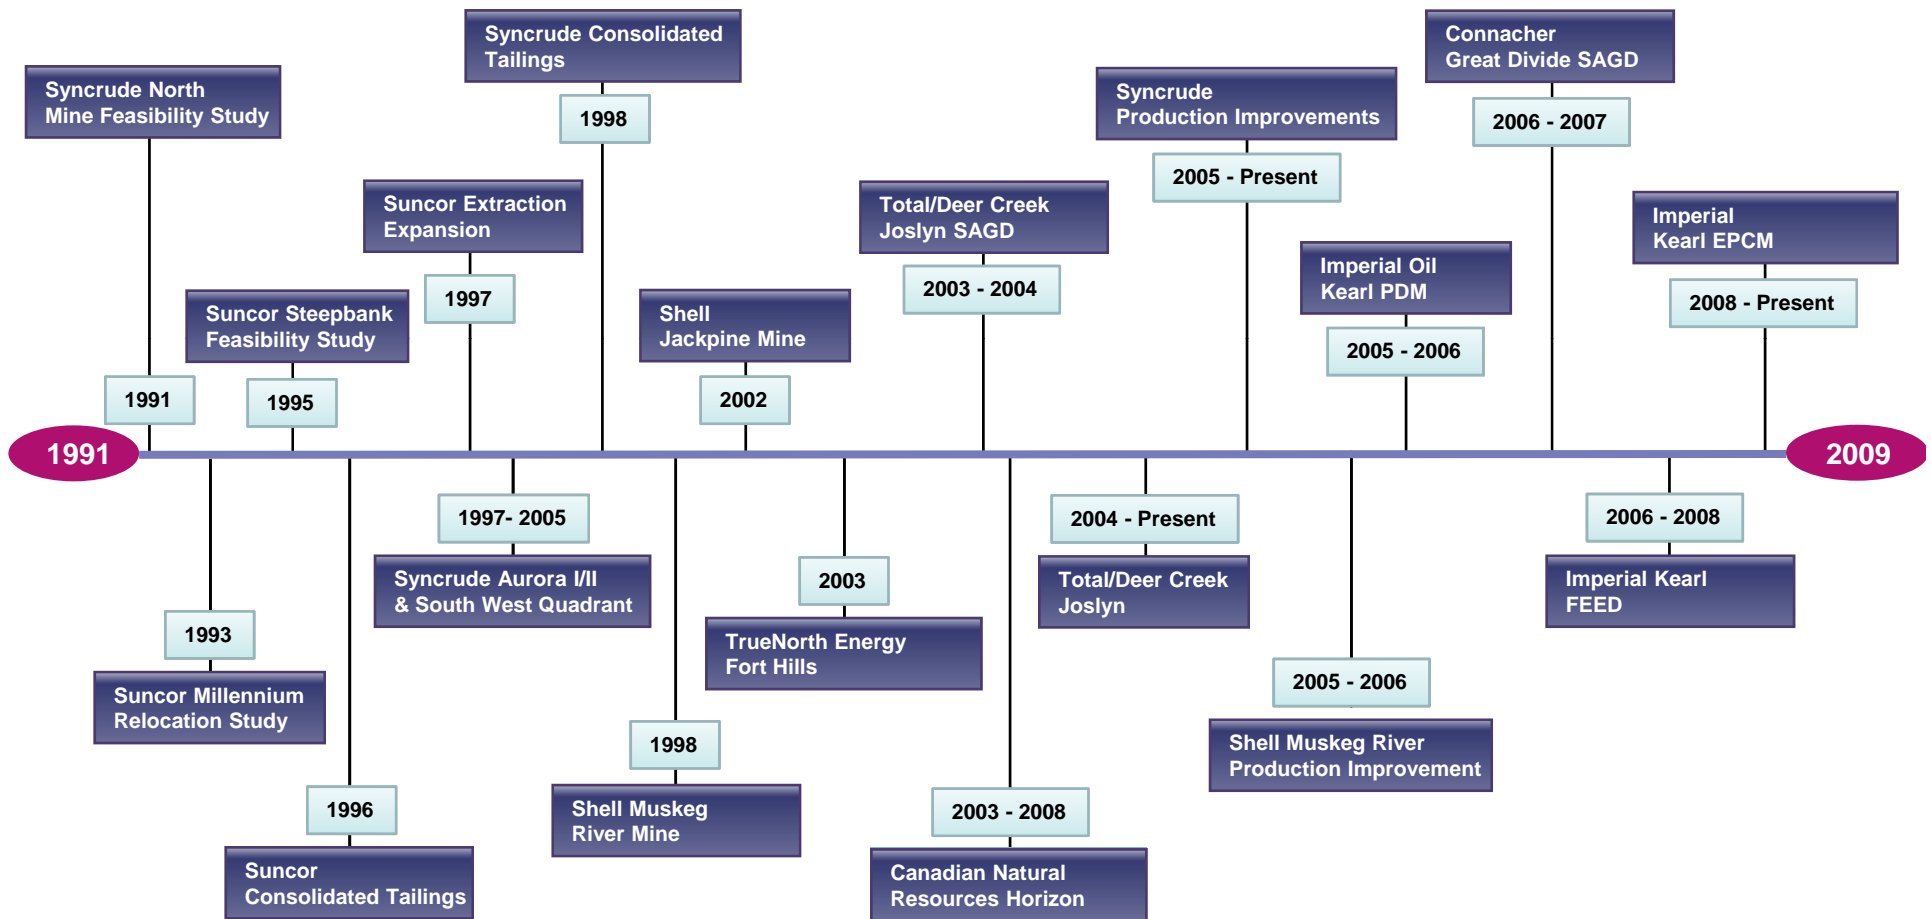 Syncrude North
Mine Feasibility Study
1991
Suncor Steepbank
Feasibility Study
1995
Suncor Extraction
Expansion
1997
Syncrude Consolidated
Tailings
1998
Shell
Jackpine Mine
2002
Total/Deer Creek
Joslyn SAGD
2003 - 2004
Syncrude
Production Improvements
2005 - Present
Imperial Oil
Kearl PDM
2005 - 2006
Connacher
Great Divide SAGD
2006 - 2007
Imperial
Kearl EPCM
2008 - Present
1991
2009
1993
Suncor Millennium
Relocation Study
1996
Suncor
Consolidated Tailings
1997- 2005
Syncrude Aurora I/II
& South West Quadrant
1998
Shell Muskeg
River Mine
2003
TrueNorth Energy
Fort Hills
2003 - 2008
Canadian Natural
Resources Horizon
2004 - Present
Total/Deer Creek
Joslyn
2005 - 2006
Shell Muskeg River
Production Improvement
2006 - 2008
Imperial Kearl
FEED